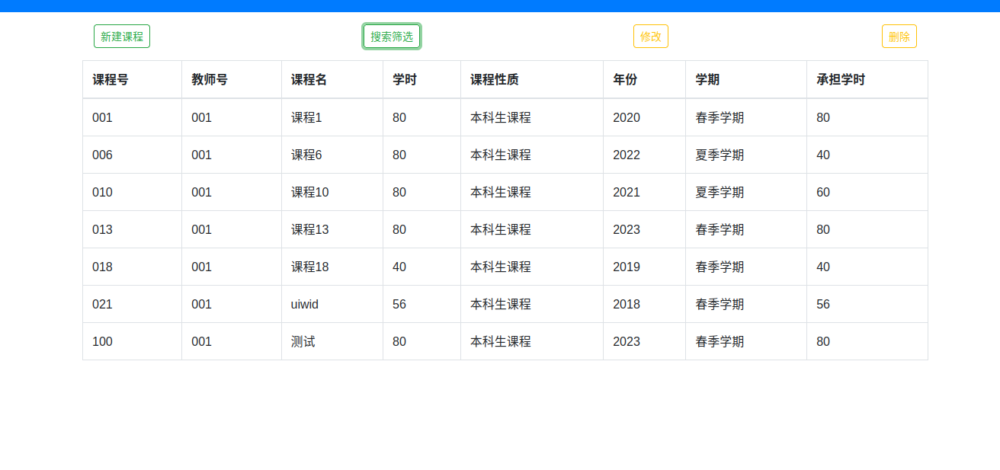 新建课程 搜索筛选 修改 删除
课程号 教师号 课程名 学时 课程性质 年份 学期 承担学时
001 001 课程1 80 本科生课程 2020 春季学期 80
006 001 课程6 80 本科生课程 2022 夏季学期 40
010 001 课程10 80 本科生课程 2021 夏季学期 60
013 001 课程13 80 本科生课程 2023 春季学期 80
018 001 课程18 40 本科生课程 2019 春季学期 40
021 001 uiwid 56 本科生课程 2018 春季学期 56
100 001 测试 80 本科生课程 2023 春季学期 80